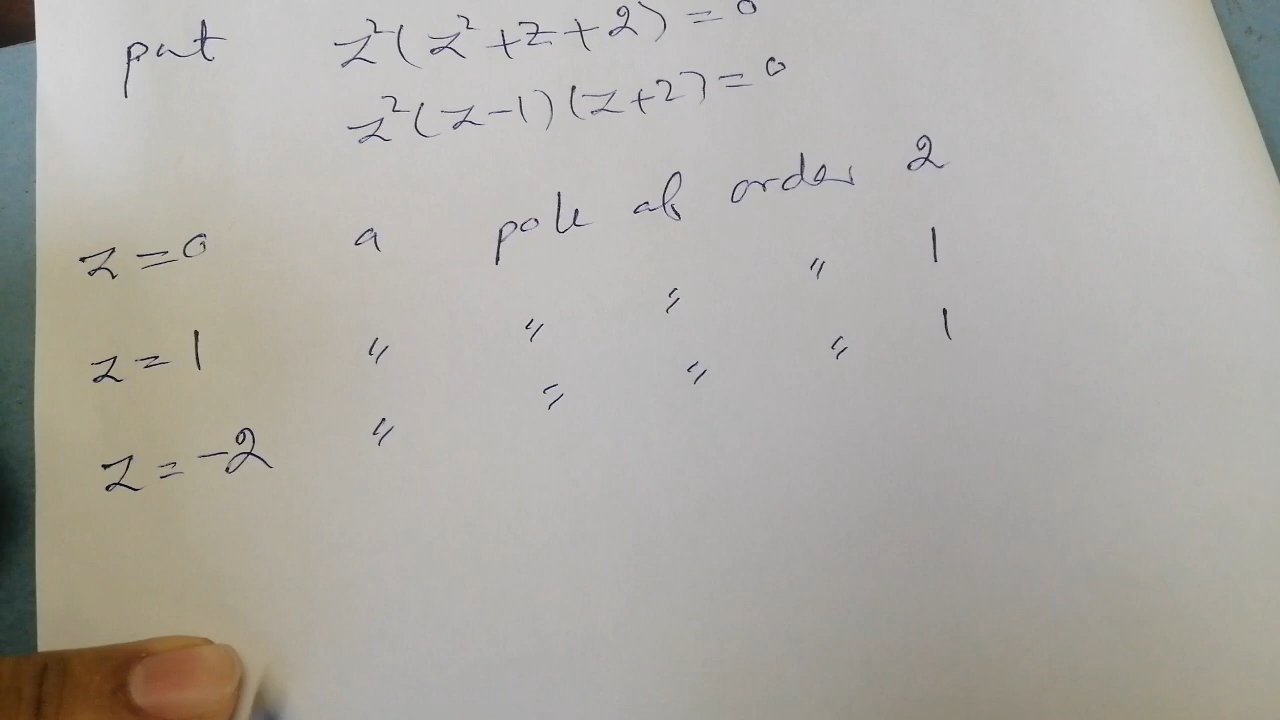 put z²(z²+z+2)=0
z²(z-1)(z+2)=0
z=0 a pole of order 2
z=1 " " " " 1
z=-2 " " " " 1